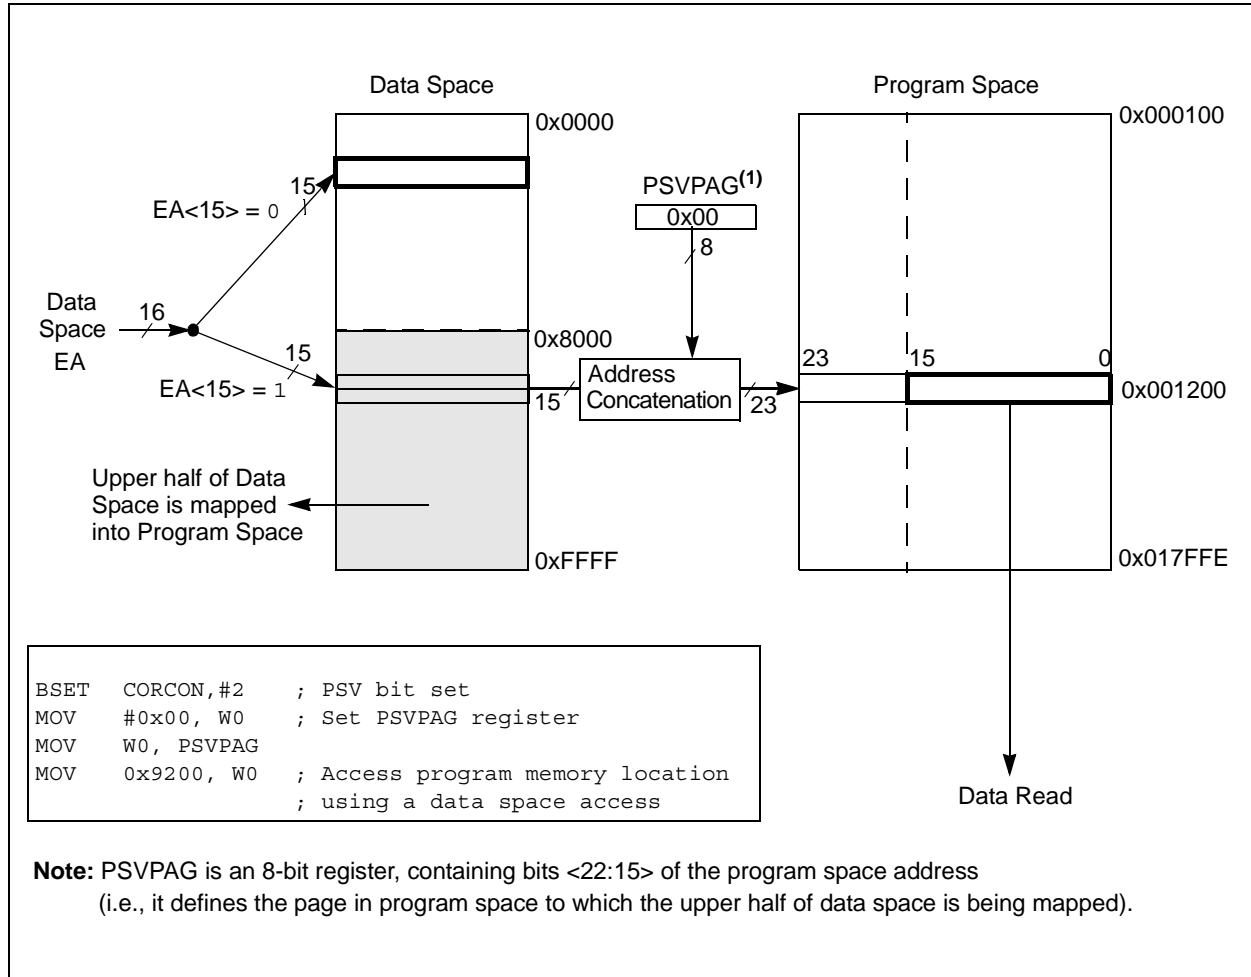 Data Space
Program Space
0x0000
0x000100
15
EA<15> = 0
PSVPAG(1)
0x00
8
Data
Space
EA
16
0x8000
15
EA<15> = 1
15
Address
Concatenation
23
23
15
0
0x001200
Upper half of Data
Space is mapped
into Program Space
0xFFFF
0x017FFE
BSET CORCON,#2 ; PSV bit set
MOV #0x00, W0 ; Set PSVPAG register
MOV W0, PSVPAG
MOV 0x9200, W0 ; Access program memory location
; using a data space access
Data Read
Note: PSVPAG is an 8-bit register, containing bits <22:15> of the program space address
(i.e., it defines the page in program space to which the upper half of data space is being mapped).